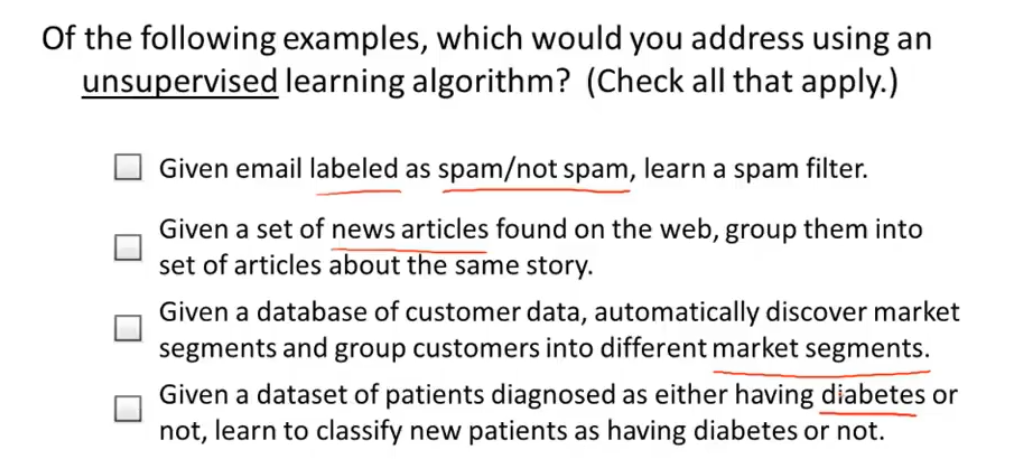 Of the following examples, which would you address using an
unsupervised learning algorithm? (Check all that apply.)
Given email labeled as spam/not spam, learn a spam filter.
Given a set of news articles found on the web, group them into
set of articles about the same story.
Given a database of customer data, automatically discover market
segments and group customers into different market segments.
Given a dataset of patients diagnosed as either having diabetes or
not, learn to classify new patients as having diabetes or not.